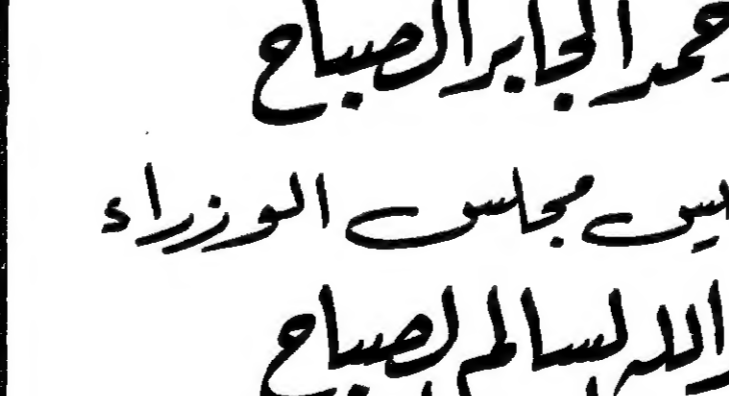 حمد الجابر الصباح
يس مجلس الوزراء
الله السالم الصباح